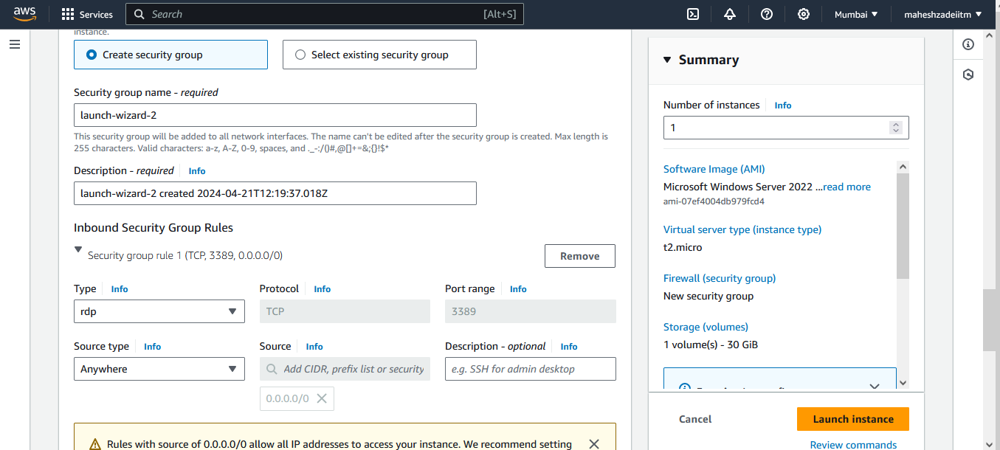 aws Services Search [Alt+S] Mumbai maheshzadeiitm
instance.
Create security group Select existing security group
Security group name - required
launch-wizard-2
This security group will be added to all network interfaces. The name can't be edited after the security group is created. Max length is
255 characters. Valid characters: a-z, A-Z, 0-9, spaces, and ._-:/()#,@[]+=&;{}!$*
Description - required Info
launch-wizard-2 created 2024-04-21T12:19:37.018Z
Inbound Security Group Rules
Security group rule 1 (TCP, 3389, 0.0.0.0/0) Remove
Type Info Protocol Info Port range Info
rdp TCP 3389
Source type Info Source Info Description - optional Info
Anywhere Add CIDR, prefix list or security e.g. SSH for admin desktop
0.0.0.0/0
Rules with source of 0.0.0.0/0 allow all IP addresses to access your instance. We recommend setting
Summary
Number of instances Info
1
Software Image (AMI)
Microsoft Windows Server 2022 ...read more
ami-07ef4004db979fcd4
Virtual server type (instance type)
t2.micro
Firewall (security group)
New security group
Storage (volumes)
1 volume(s) - 30 GiB
Cancel Launch instance
Review commands